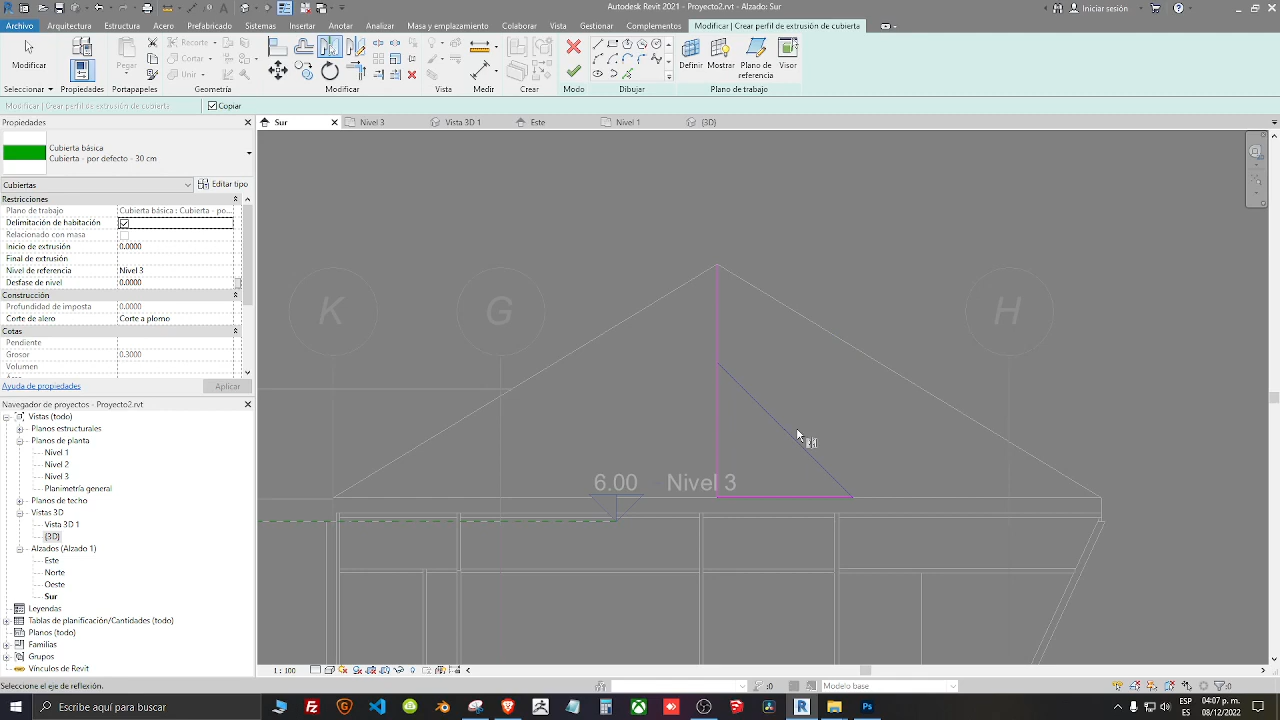 Autodesk Revit 2021 - Proyecto2.rvt - Alzado: Sur
Iniciar sesión
Archivo Arquitectura Estructura Acero Prefabricado Sistemas Insertar Anotar Analizar Masa y emplazamiento Colaborar Vista Gestionar Complementos Modificar | Crear perfil de extrusión de cubierta
Modificar
Propiedades
Pegar
Recorte
Cortar
Unir
Definir Mostrar Plano de referencia Visor
Seleccionar Propiedades Portapapeles Geometría Modificar Vista Medir Crear Modo Dibujar Plano de trabajo
Modificar | Crear perfil de extrusión de cubierta Copiar
Propiedades
Sur Nivel 3 Vista 3D 1 Este Nivel 1 {3D}
Cubierta básica
Cubierta - por defecto - 30 cm
Cubiertas Editar tipo
Restricciones
Plano de trabajo Cubierta básica : Cubierta - po...
Delimitación de habitación
Relacionado con masa
Inicio de extrusión 0.0000
Final de extrusión
Nivel de referencia Nivel 3
Desfase de nivel 0.0000
Construcción
Profundidad de imposta 0.0000
Corte de alero Corte a plomo
Cotas
Pendiente
Grosor 0.3000
Volumen
Ayuda de propiedades Aplicar
Navegador de proyectos - Proyecto2.rvt
Vistas (todo)
Planos estructurales
Planos de planta
Nivel 1
Nivel 2
Nivel 3
Planimetría general
Planos de techo
Vistas 3D
Vista 3D 1
{3D}
Alzados (Alzado 1)
Este
Norte
Oeste
Sur
Leyendas
Tablas de planificación/Cantidades (todo)
Planos (todo)
Familias
Grupos
Vínculos de Revit
K G H
6.00 Nivel 3
1 : 100
Seleccione el eje de reflexión. :0 Modelo base :0
Escribe aquí para buscar
ESP
ES
04:07 p. m.
08/12/2022